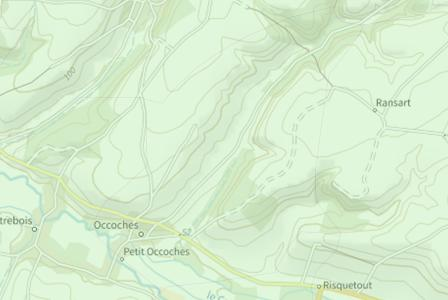 100
Ransart
trebois
Occoches
52
Petit Occoches
Risquetout